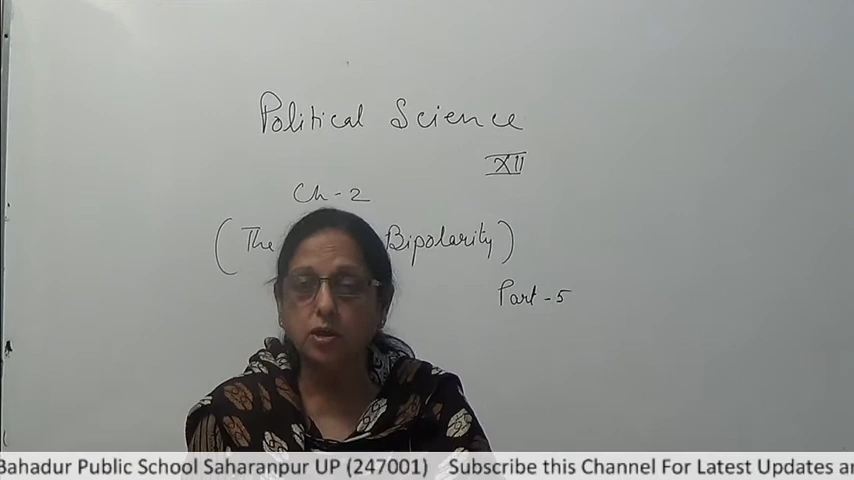 Political Science
XII
Ch - 2
(The Bipolarity)
Part - 5
Bahadur Public School Saharanpur UP (247001) Subscribe this Channel For Latest Updates an